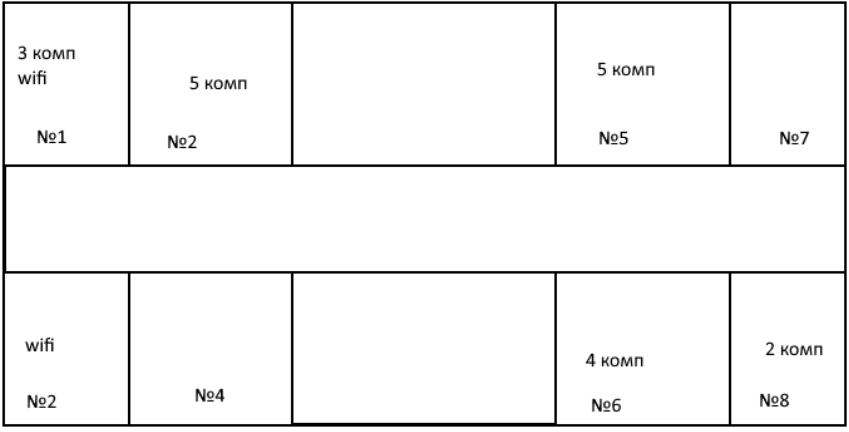 3 комп
wifi
№1
5 комп
№2
5 комп
№5
№7
wifi
№2
№4
4 комп
№6
2 комп
№8